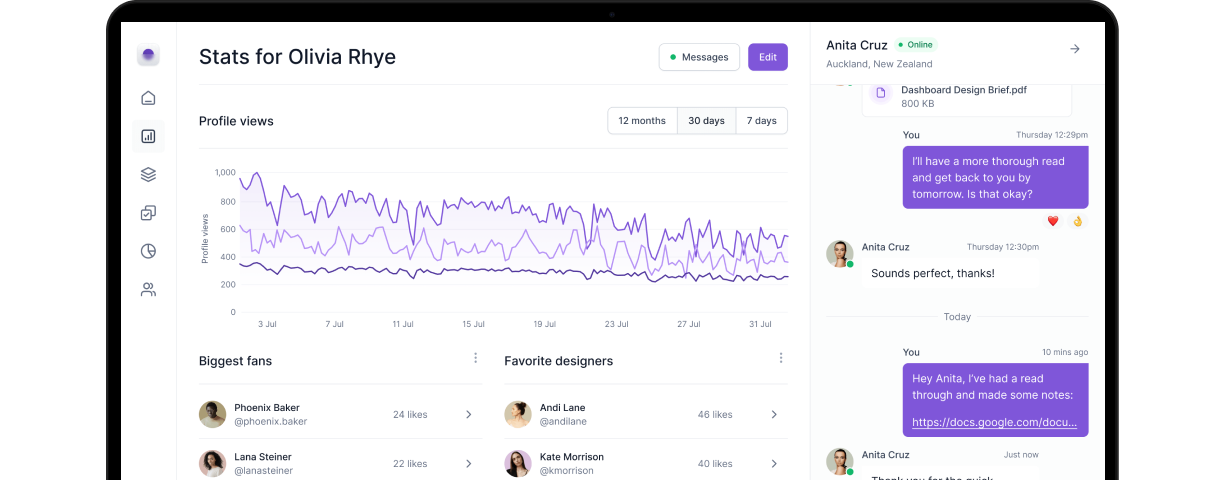 Stats for Olivia Rhye
Messages
Edit
Profile views
12 months
30 days
7 days
1,000
800
600
400
200
0
Profile views
3 Jul
7 Jul
11 Jul
15 Jul
19 Jul
23 Jul
27 Jul
31 Jul
Biggest fans
Phoenix Baker
@phoenix.baker
24 likes
Lana Steiner
@lanasteiner
22 likes
Favorite designers
Andi Lane
@andilane
46 likes
Kate Morrison
@kmorrison
40 likes
Anita Cruz
Online
Auckland, New Zealand
Dashboard Design Brief.pdf
800 KB
You
Thursday 12:29pm
I'll have a more thorough read
and get back to you by
tomorrow. Is that okay?
Anita Cruz
Thursday 12:30pm
Sounds perfect, thanks!
Today
You
10 mins ago
Hey Anita, I've had a read
through and made some notes:
https://docs.google.com/docu...
Anita Cruz
Just now
Thank you for the quick